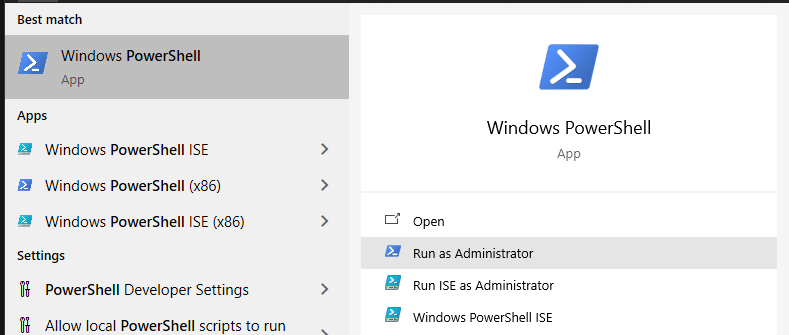 Best match
Windows PowerShell
App
Apps
Windows PowerShell ISE
Windows PowerShell (x86)
Windows PowerShell ISE (x86)
Settings
PowerShell Developer Settings
Allow local PowerShell scripts to run
Windows PowerShell
App
Open
Run as Administrator
Run ISE as Administrator
Windows PowerShell ISE